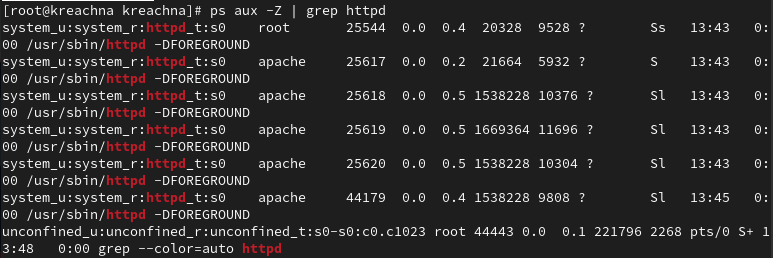 [root@kreachna kreachna]# ps aux -Z | grep httpd
system_u:system_r:httpd_t:s0    root       25544  0.0  0.4  20328  9528 ?        Ss   13:43   0:
00 /usr/sbin/httpd -DFOREGROUND
system_u:system_r:httpd_t:s0    apache     25617  0.0  0.2  21664  5932 ?        S    13:43   0:
00 /usr/sbin/httpd -DFOREGROUND
system_u:system_r:httpd_t:s0    apache     25618  0.0  0.5 1538228 10376 ?       Sl   13:43   0:
00 /usr/sbin/httpd -DFOREGROUND
system_u:system_r:httpd_t:s0    apache     25619  0.0  0.5 1669364 11696 ?       Sl   13:43   0:
00 /usr/sbin/httpd -DFOREGROUND
system_u:system_r:httpd_t:s0    apache     25620  0.0  0.5 1538228 10304 ?       Sl   13:43   0:
00 /usr/sbin/httpd -DFOREGROUND
system_u:system_r:httpd_t:s0    apache     44179  0.0  0.4 1538228 9808 ?        Sl   13:45   0:
00 /usr/sbin/httpd -DFOREGROUND
unconfined_u:unconfined_r:unconfined_t:s0-s0:c0.c1023 root 44443 0.0  0.1 221796 2268 pts/0 S+ 1
3:48   0:00 grep --color=auto httpd